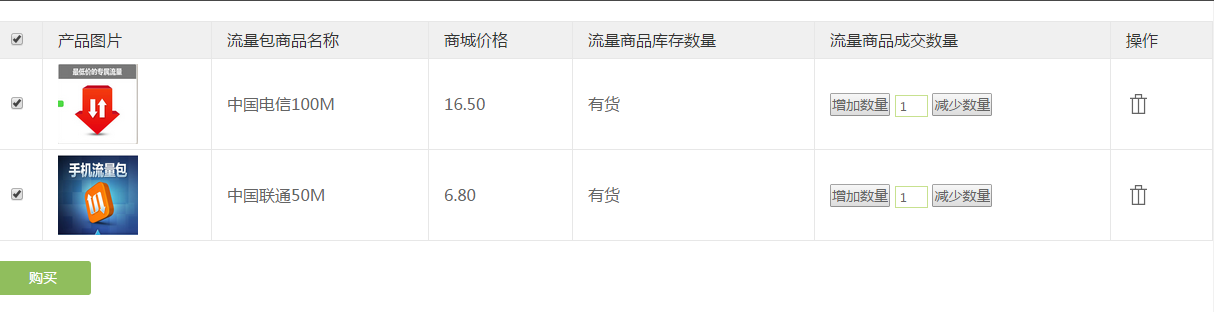 产品图片 流量包商品名称 商城价格 流量商品库存数量 流量商品成交数量 操作
最低价的专属流量
中国电信100M 16.50 有货 增加数量 1 减少数量
手机流量包
中国联通50M 6.80 有货 增加数量 1 减少数量
购买